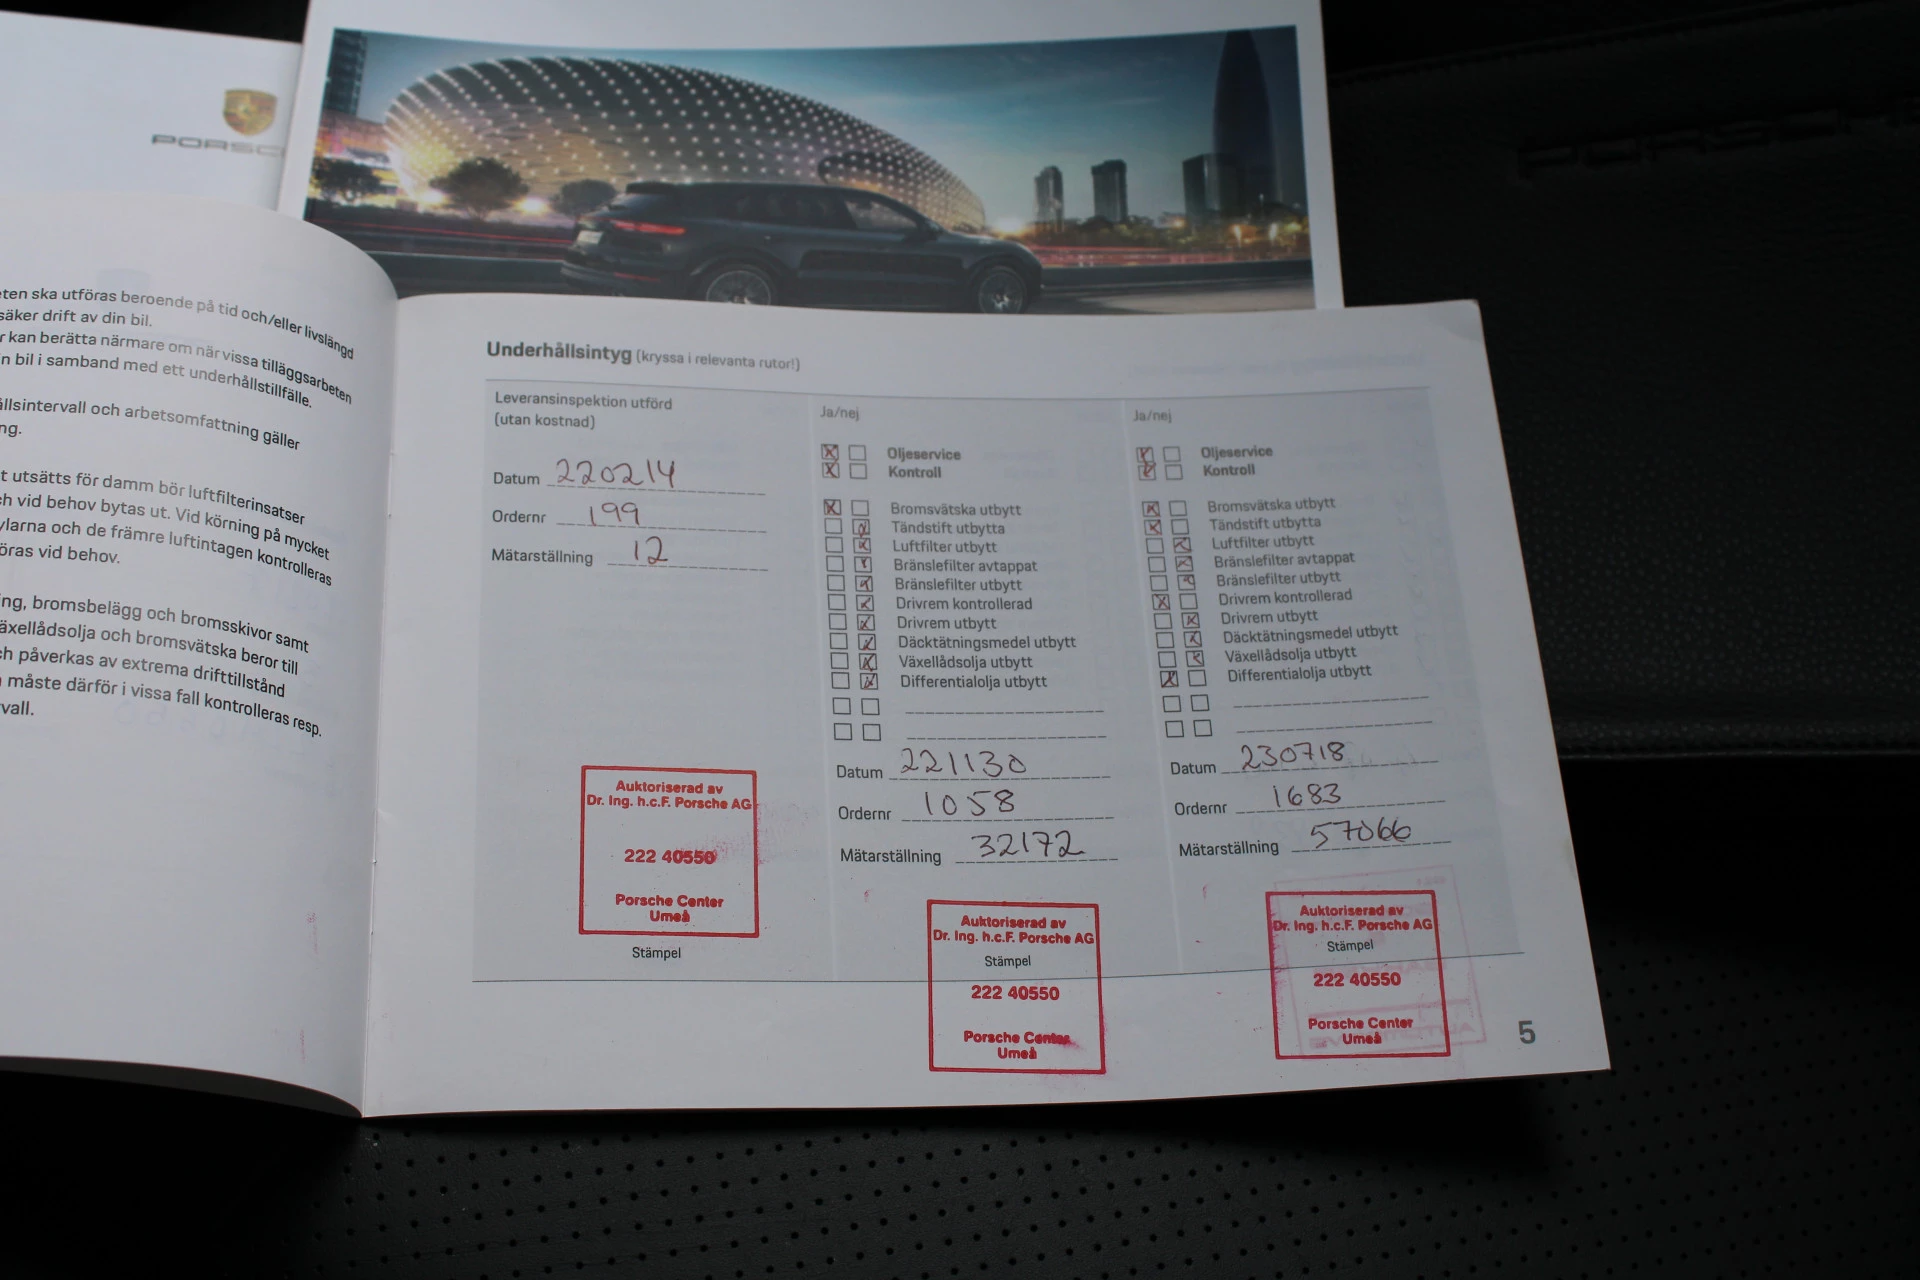 PORSC
PORSCHE
eten ska utföras beroende på tid och/eller livslängd
säker drift av din bil.
r kan berätta närmare om när vissa tilläggsarbeten
n bil i samband med ett underhållstillfälle.
ållsintervall och arbetsomfattning gäller
ng.
t utsätts för damm bör luftfilterinsatser
ch vid behov bytas ut. Vid körning på mycket
ylarna och de främre luftintagen kontrolleras
öras vid behov.
ing, bromsbelägg och bromsskivor samt
äxellådsolja och bromsvätska beror till
ch påverkas av extrema drifttillstånd
måste därför i vissa fall kontrolleras resp.
vall.
Underhållsintyg (kryssa i relevanta rutor!)
Leveransinspektion utförd
(utan kostnad)
Datum 220214
Ordernr 199
Mätarställning 12
Auktoriserad av
Dr. Ing. h.c.F. Porsche AG
222 40550
Porsche Center
Umeå
Stämpel
Ja/nej
Oljeservice
Kontroll
Bromsvätska utbytt
Tändstift utbytta
Luftfilter utbytt
Bränslefilter avtappat
Bränslefilter utbytt
Drivrem kontrollerad
Drivrem utbytt
Däcktätningsmedel utbytt
Växellådsolja utbytt
Differentialolja utbytt
Datum 221130
Ordernr 1058
Mätarställning 32172
Auktoriserad av
Dr. Ing. h.c.F. Porsche AG
Stämpel
222 40550
Porsche Center
Umeå
Ja/nej
Oljeservice
Kontroll
Bromsvätska utbytt
Tändstift utbytta
Luftfilter utbytt
Bränslefilter avtappat
Bränslefilter utbytt
Drivrem kontrollerad
Drivrem utbytt
Däcktätningsmedel utbytt
Växellådsolja utbytt
Differentialolja utbytt
Datum 230718
Ordernr 1683
Mätarställning 57066
Auktoriserad av
Dr. Ing. h.c.F. Porsche AG
Stämpel
222 40550
Porsche Center
Umeå
5